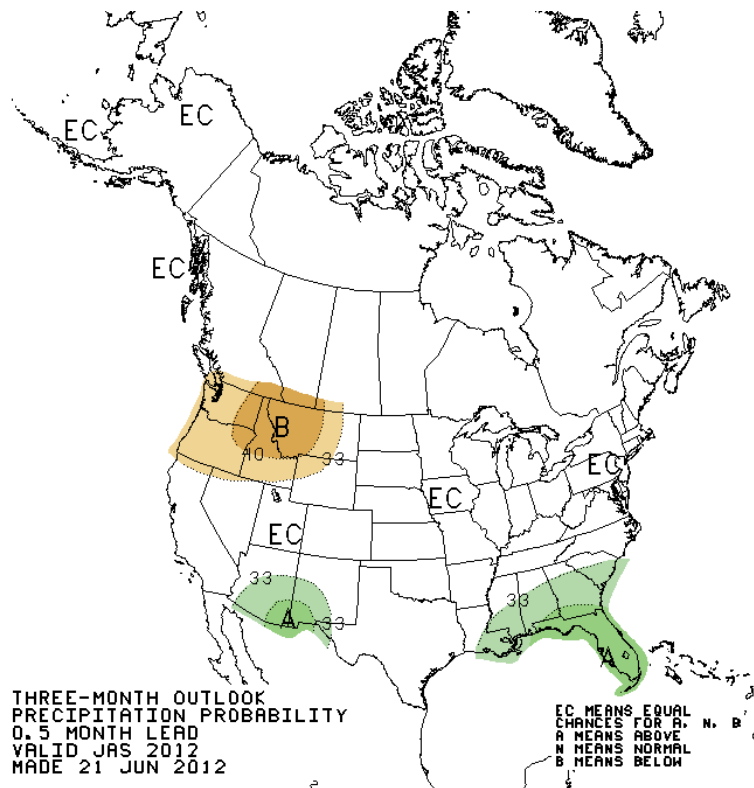 EC
EC
EC
B
40
33
EC
EC
EC
33
33
A
33
A
THREE-MONTH OUTLOOK
PRECIPITATION PROBABILITY
0.5 MONTH LEAD
VALID JAS 2012
MADE 21 JUN 2012
EC MEANS EQUAL
CHANCES FOR A, N, B
A MEANS ABOVE
N MEANS NORMAL
B MEANS BELOW